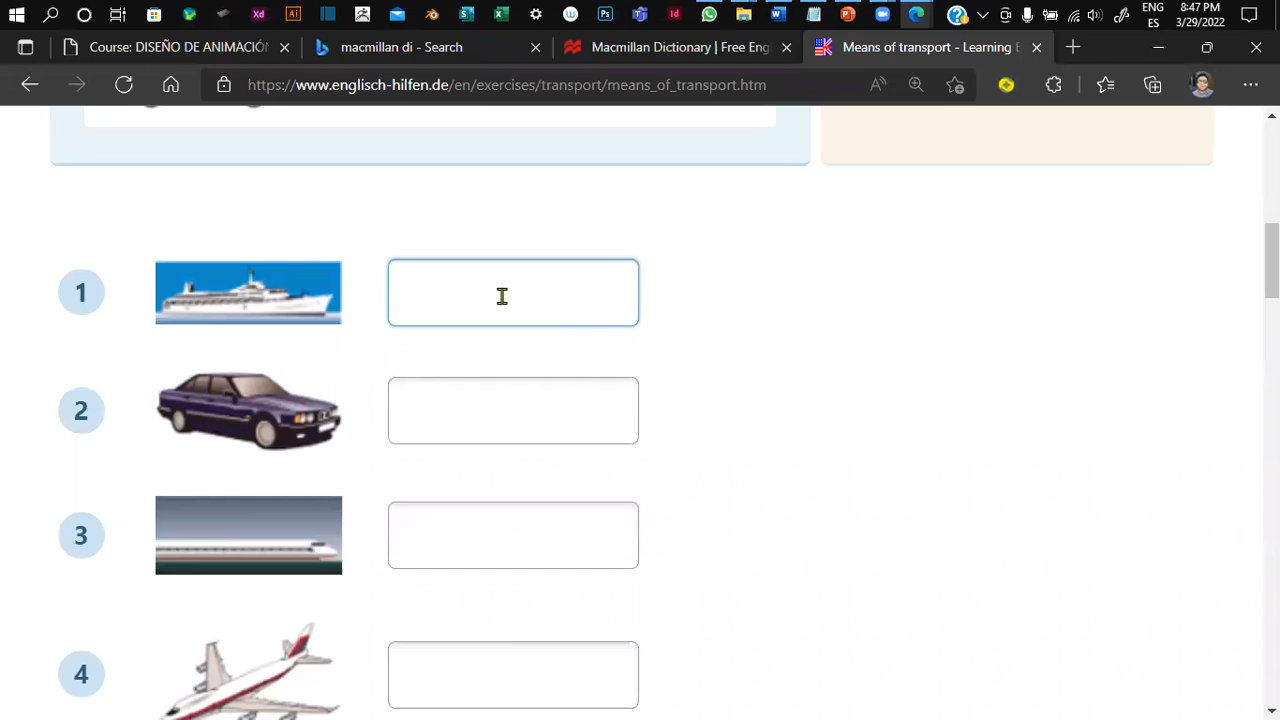 ENG
8:47 PM
ES
3/29/2022
Course: DISEÑO DE ANIMACIÓN
macmillan di - Search
Macmillan Dictionary | Free Eng
Means of transport - Learning E
https://www.englisch-hilfen.de/en/exercises/transport/means_of_transport.htm
1
2
3
4